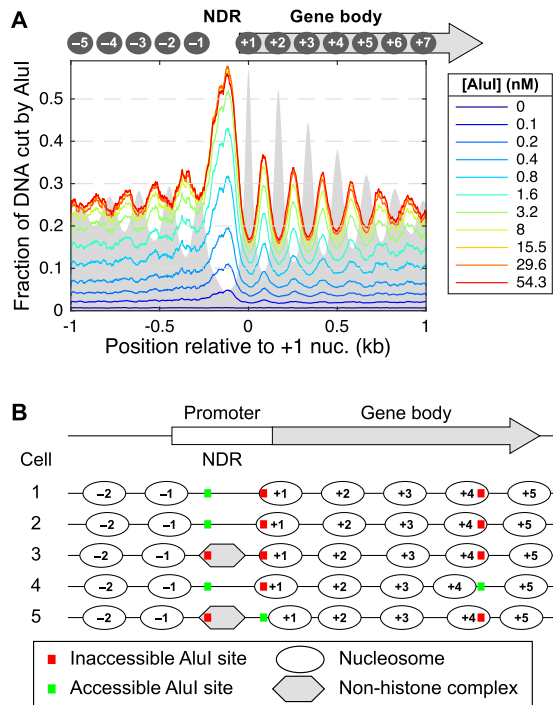 A
NDR Gene body
–5 –4 –3 –2 –1 +1 +2 +3 +4 +5 +6 +7
Fraction of DNA cut by AluI
0.5
0.4
0.3
0.2
0.1
0
-1 -0.5 0 0.5 1
Position relative to +1 nuc. (kb)
[AluI] (nM)
0
0.1
0.2
0.4
0.8
1.6
3.2
8
15.5
29.6
54.3
B
Promoter Gene body
Cell NDR
1 –2 –1 +1 +2 +3 +4 +5
2 –2 –1 +1 +2 +3 +4 +5
3 –2 –1 +1 +2 +3 +4 +5
4 –2 –1 +1 +2 +3 +4 +5
5 –2 –1 +1 +2 +3 +4 +5
Inaccessible AluI site Nucleosome
Accessible AluI site Non-histone complex